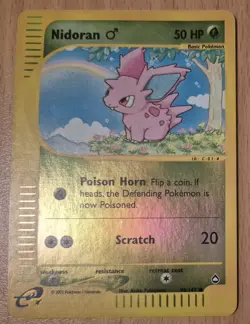 Nidoran ♂ 50 HP
Basic Pokémon
Poison Horn Flip a coin. If
heads, the Defending Pokémon is
now Poisoned.
Scratch 20
weakness resistance retreat cost
e